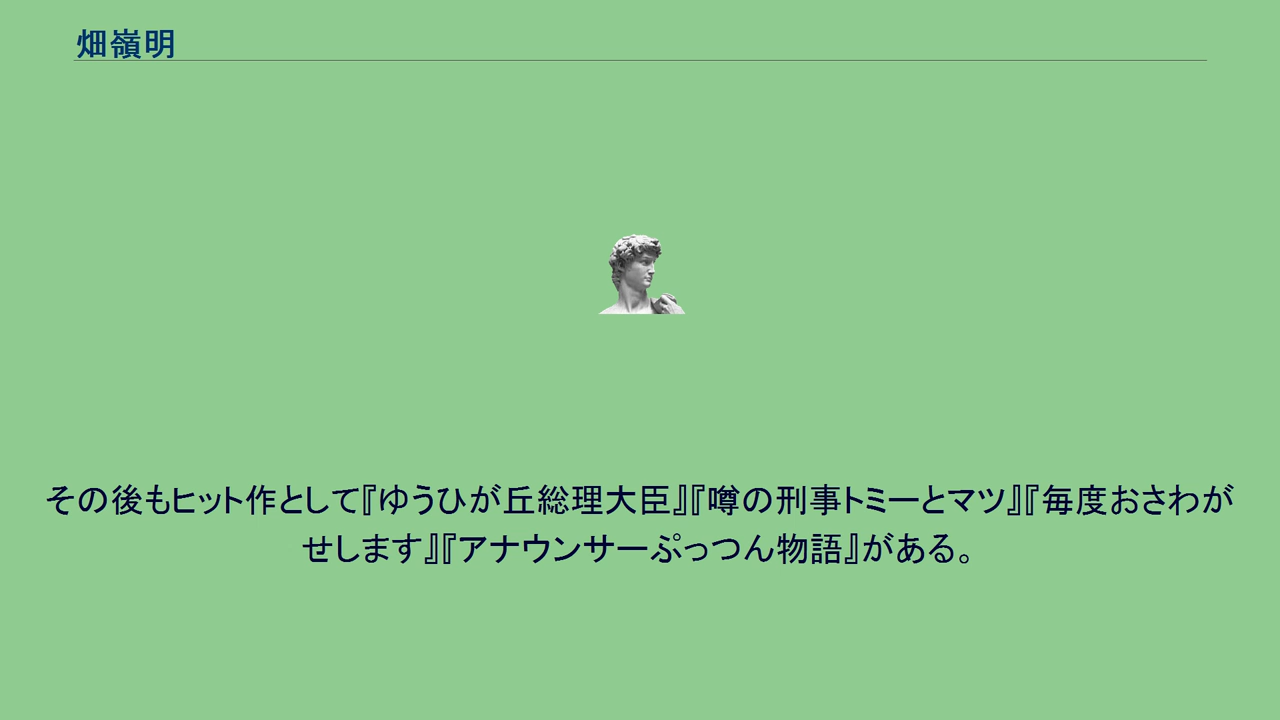 畑嶺明
その後もヒット作として『ゆうひが丘総理大臣』『噂の刑事トミーとマツ』『毎度おさわが
せします』『アナウンサーぷっつん物語』がある。